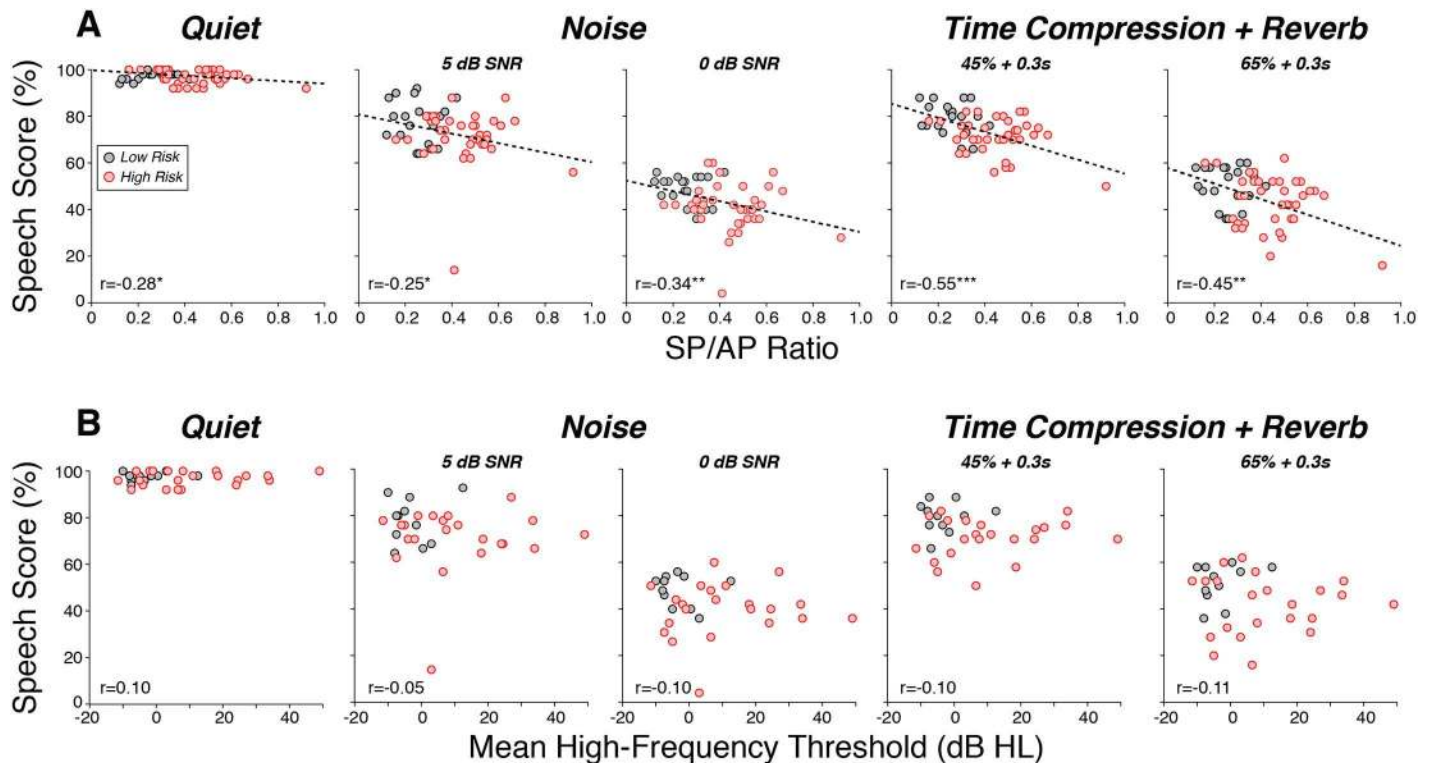 A
Quiet
Noise
Time Compression + Reverb
5 dB SNR
0 dB SNR
45% + 0.3s
65% + 0.3s
Speech Score (%)
100
80
60
40
20
0
Low Risk
High Risk
r=-0.28*
r=-0.25*
r=-0.34**
r=-0.55***
r=-0.45**
0 0.2 0.4 0.6 0.8 1.0
0 0.2 0.4 0.6 0.8 1.0
0 0.2 0.4 0.6 0.8 1.0
0 0.2 0.4 0.6 0.8 1.0
0 0.2 0.4 0.6 0.8 1.0
SP/AP Ratio
B
Quiet
Noise
Time Compression + Reverb
5 dB SNR
0 dB SNR
45% + 0.3s
65% + 0.3s
Speech Score (%)
100
80
60
40
20
0
r=0.10
r=-0.05
r=-0.10
r=-0.10
r=-0.11
-20 0 20 40
-20 0 20 40
-20 0 20 40
-20 0 20 40
-20 0 20 40
Mean High-Frequency Threshold (dB HL)